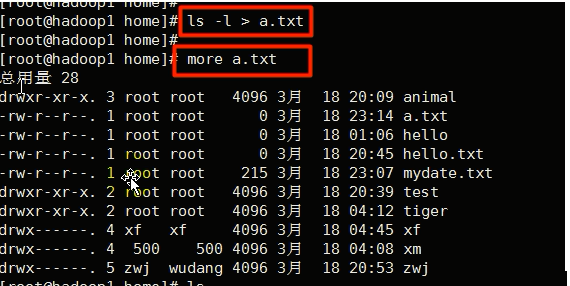 [root@hadoop1 home]#
[root@hadoop1 home]# ls -l > a.txt
[root@hadoop1 home]#
[root@hadoop1 home]# more a.txt
总用量 28
drwxr-xr-x. 3 root root   4096 3月  18 20:09 animal
-rw-r--r--. 1 root root      0 3月  18 23:14 a.txt
-rw-r--r--. 1 root root      0 3月  18 01:06 hello
-rw-r--r--. 1 root root      0 3月  18 20:45 hello.txt
-rw-r--r--. 1 root root    215 3月  18 23:07 mydate.txt
drwxr-xr-x. 2 root root   4096 3月  18 20:39 test
drwxr-xr-x. 2 root root   4096 3月  18 04:12 tiger
drwx------. 4 xf   xf     4096 3月  18 04:45 xf
drwx------. 4  500    500 4096 3月  18 04:08 xm
drwx------. 5 zwj  wudang 4096 3月  18 20:53 zwj
[root@hadoop1 home]# ls